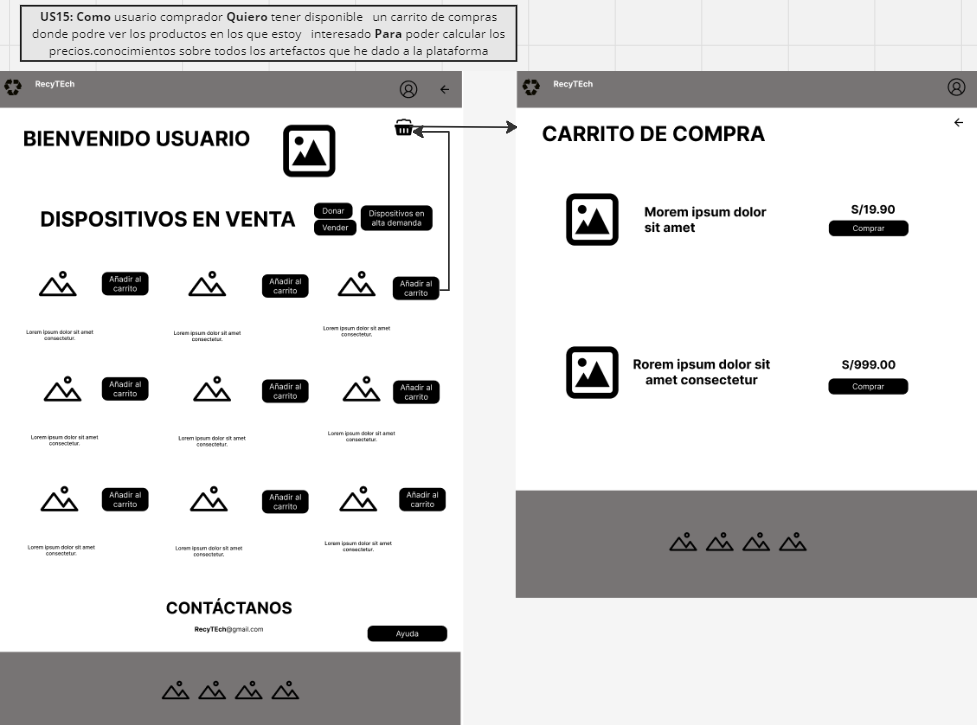 US15: Como usuario comprador Quiero tener disponible un carrito de compras
donde podre ver los productos en los que estoy interesado Para poder calcular los
precios.conocimientos sobre todos los artefactos que he dado a la plataforma
RecyTEch
BIENVENIDO USUARIO
DISPOSITIVOS EN VENTA
Donar
Vender
Dispositivos en
alta demanda
Añadir al
carrito
Añadir al
carrito
Añadir al
carrito
Lorem ipsum dolor sit amet
consectetur.
Lorem ipsum dolor sit amet
consectetur.
Lorem ipsum dolor sit amet
consectetur.
Añadir al
carrito
Añadir al
carrito
Añadir al
carrito
Lorem ipsum dolor sit amet
consectetur.
Lorem ipsum dolor sit amet
consectetur.
Lorem ipsum dolor sit amet
consectetur.
Añadir al
carrito
Añadir al
carrito
Añadir al
carrito
Lorem ipsum dolor sit amet
consectetur.
Lorem ipsum dolor sit amet
consectetur.
Lorem ipsum dolor sit amet
consectetur.
CONTÁCTANOS
RecyTEch@gmail.com
Ayuda
RecyTEch
CARRITO DE COMPRA
Morem ipsum dolor
sit amet
S/19.90
Comprar
Rorem ipsum dolor sit
amet consectetur
S/999.00
Comprar